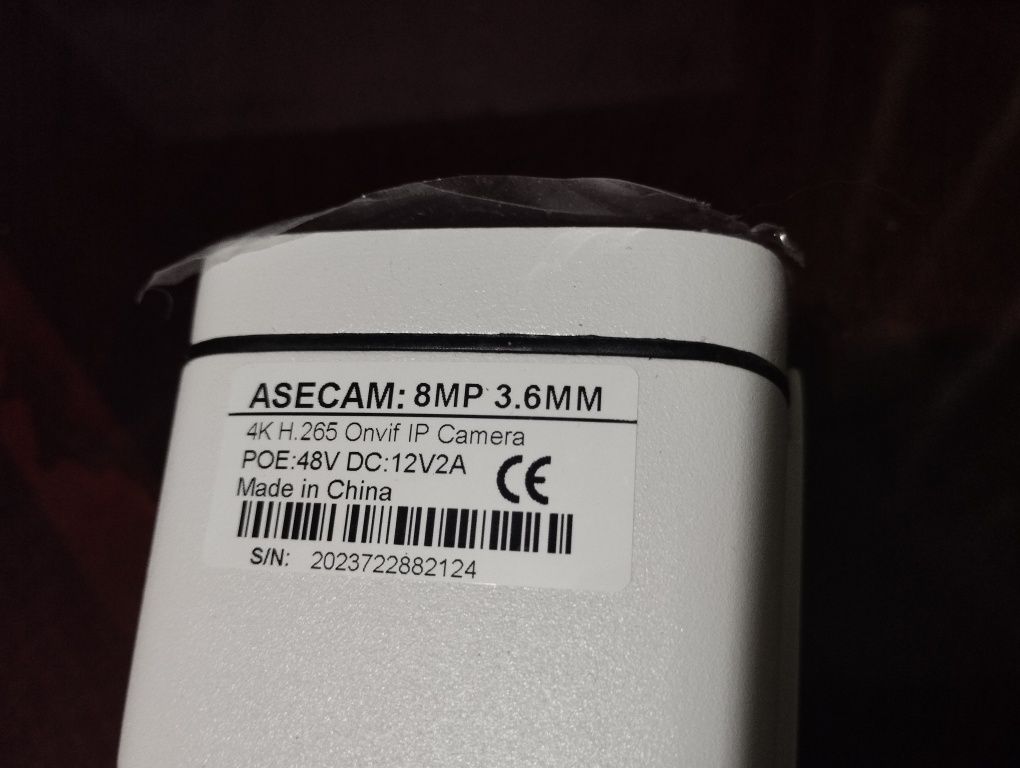 ASECAM: 8MP 3.6MM
4K H.265 Onvif IP Camera
POE:48V DC:12V2A
CE
Made in China
S/N: 2023722882124